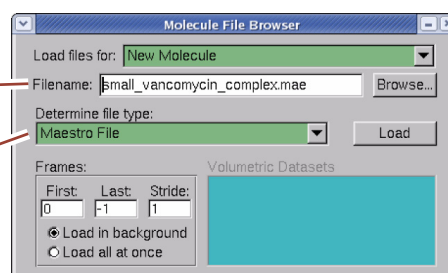 Molecule File Browser
Load files for: New Molecule
Filename: small_vancomycin_complex.mae Browse...
Determine file type:
Maestro File Load
Frames: Volumetric Datasets
First: Last: Stride:
0 -1 1
Load in background
Load all at once